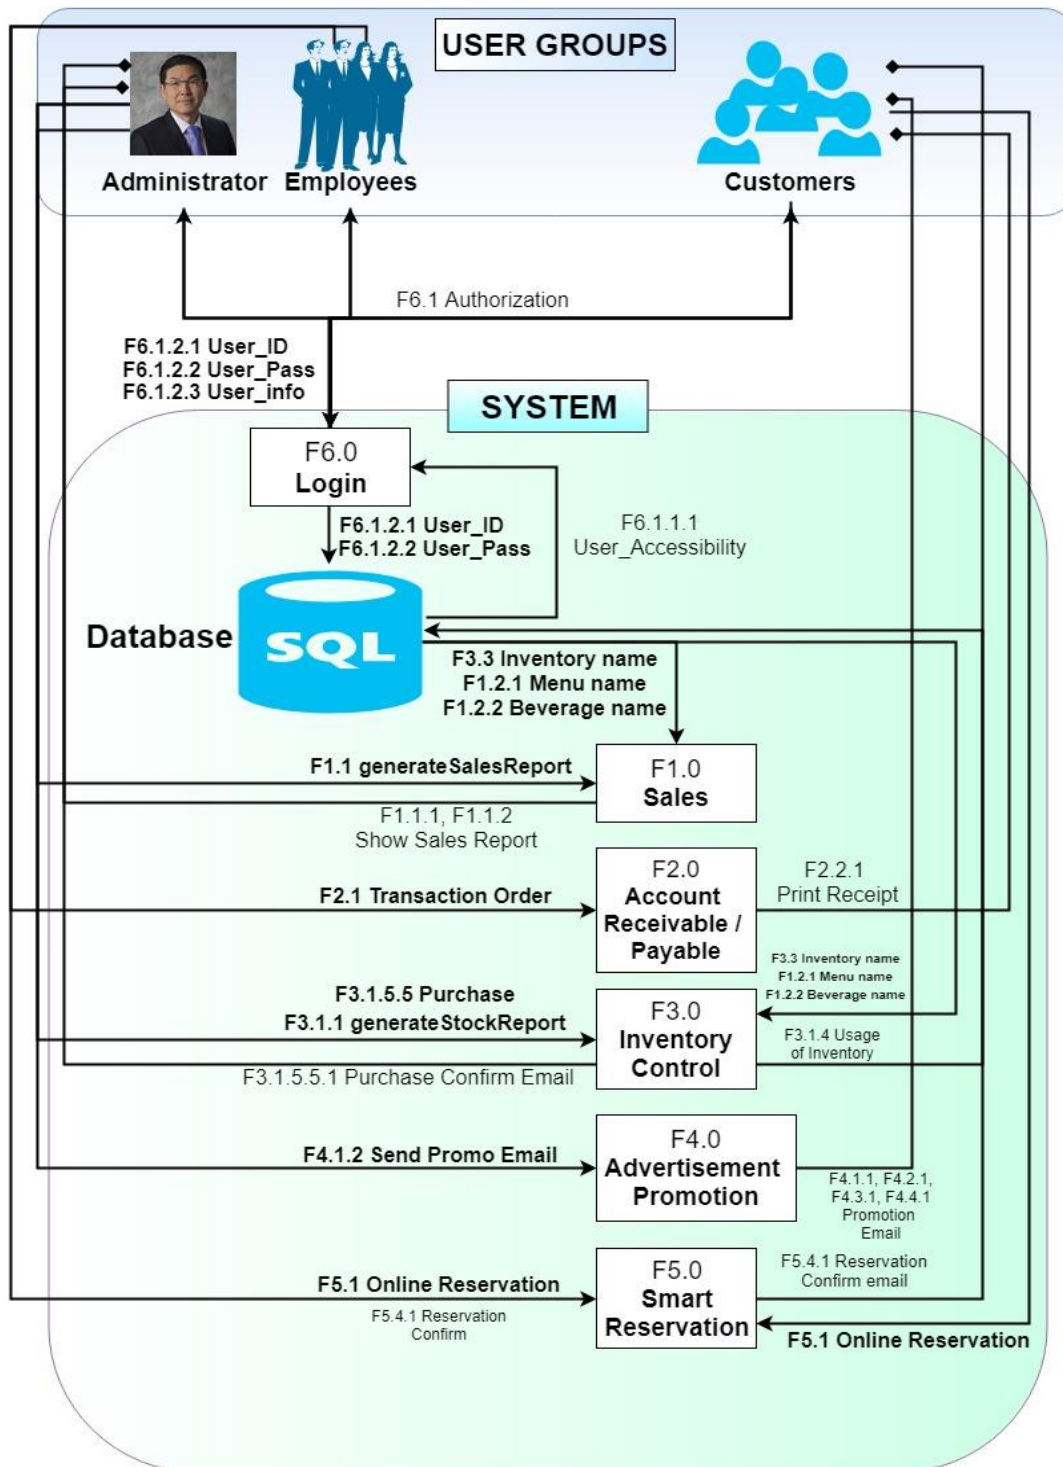 USER GROUPS
Administrator
Employees
Customers
F6.1 Authorization
F6.1.2.1 User_ID
F6.1.2.2 User_Pass
F6.1.2.3 User_info
SYSTEM
F6.0
Login
F6.1.2.1 User_ID
F6.1.2.2 User_Pass
F6.1.1.1
User_Accessibility
Database
SQL
F3.3 Inventory name
F1.2.1 Menu name
F1.2.2 Beverage name
F1.1 generateSalesReport
F1.0
Sales
F1.1.1, F1.1.2
Show Sales Report
F2.1 Transaction Order
F2.0
Account
Receivable /
Payable
F2.2.1
Print Receipt
F3.3 Inventory name
F1.2.1 Menu name
F1.2.2 Beverage name
F3.1.5.5 Purchase
F3.1.1 generateStockReport
F3.0
Inventory
Control
F3.1.4 Usage
of Inventory
F3.1.5.5.1 Purchase Confirm Email
F4.1.2 Send Promo Email
F4.0
Advertisement
Promotion
F4.1.1, F4.2.1,
F4.3.1, F4.4.1
Promotion
Email
F5.1 Online Reservation
F5.4.1 Reservation
Confirm
F5.0
Smart
Reservation
F5.4.1 Reservation
Confirm email
F5.1 Online Reservation